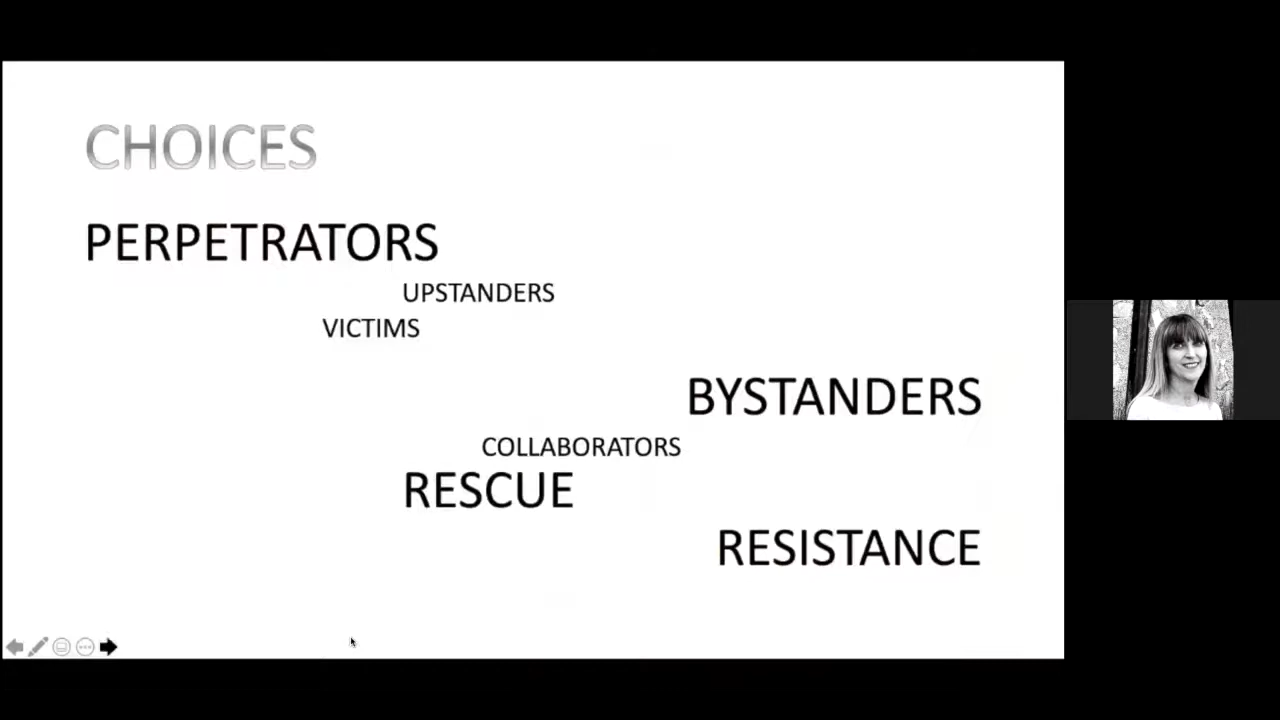 CHOICES
PERPETRATORS
UPSTANDERS
VICTIMS
BYSTANDERS
COLLABORATORS
RESCUE
RESISTANCE